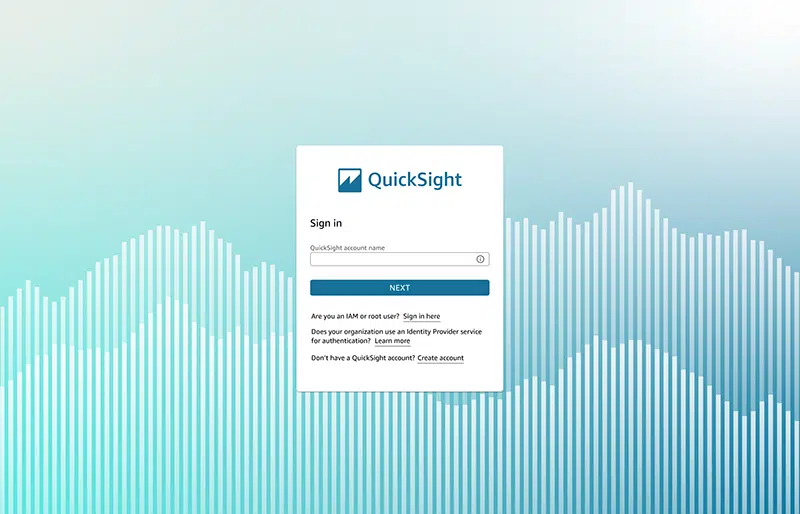 QuickSight
Sign in
QuickSight account name
NEXT
Are you an IAM or root user? Sign in here
Does your organization use an Identity Provider service
for authentication? Learn more
Don't have a QuickSight account? Create account